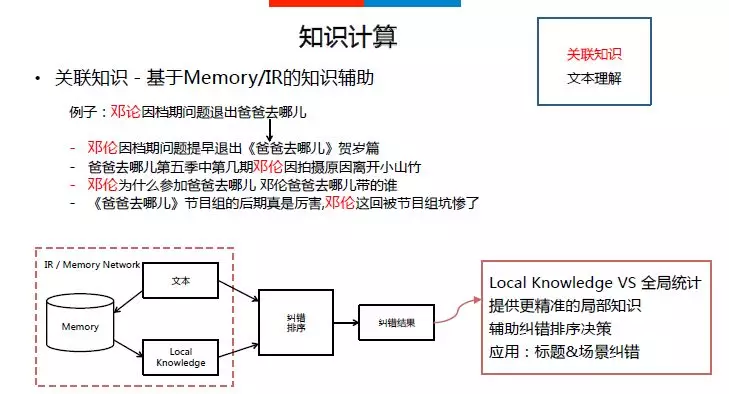 知识计算
关联知识
文本理解
• 关联知识 - 基于Memory/IR的知识辅助
例子：邓论因档期问题退出爸爸去哪儿
- 邓伦因档期问题提早退出《爸爸去哪儿》贺岁篇
- 爸爸去哪儿第五季中第几期邓伦因拍摄原因离开小山竹
- 邓伦为什么参加爸爸去哪儿 邓伦爸爸去哪儿带的谁
- 《爸爸去哪儿》节目组的后期真是厉害,邓伦这回被节目组坑惨了
IR / Memory Network
文本
Memory
Local
Knowledge
纠错
排序
纠错结果
Local Knowledge VS 全局统计
提供更精准的局部知识
辅助纠错排序决策
应用：标题&场景纠错